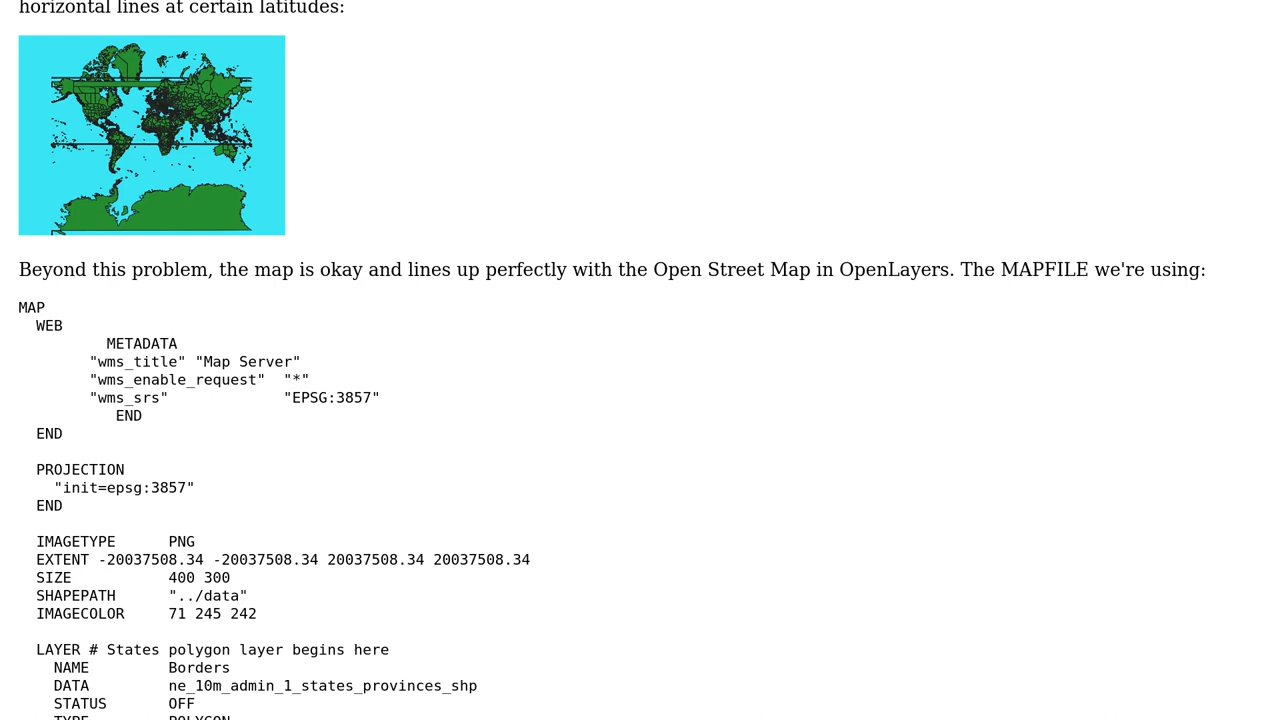 horizontal lines at certain latitudes:
Beyond this problem, the map is okay and lines up perfectly with the Open Street Map in OpenLayers. The MAPFILE we're using:
MAP
WEB
METADATA
"wms_title" "Map Server"
"wms_enable_request" "*"
"wms_srs" "EPSG:3857"
END
END
PROJECTION
"init=epsg:3857"
END
IMAGETYPE PNG
EXTENT -20037508.34 -20037508.34 20037508.34 20037508.34
SIZE 400 300
SHAPEPATH "../data"
IMAGECOLOR 71 245 242
LAYER # States polygon layer begins here
NAME Borders
DATA ne_10m_admin_1_states_provinces_shp
STATUS OFF
TYPE POLYGON